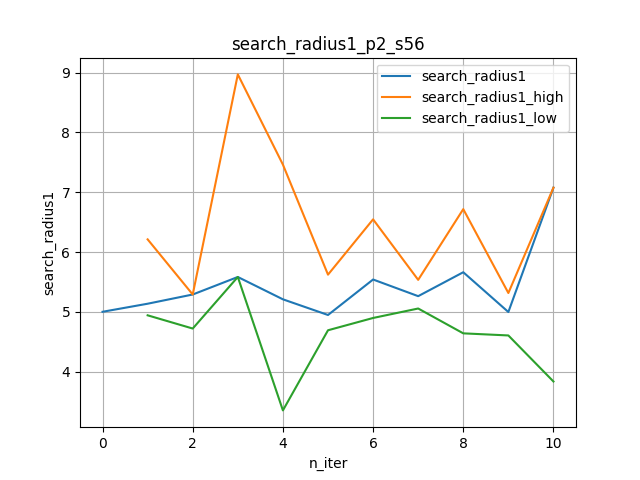 search_radius1_p2_s56
search_radius1
search_radius1_high
search_radius1_low
9
8
7
6
5
4
search_radius1
0
2
4
6
8
10
n_iter